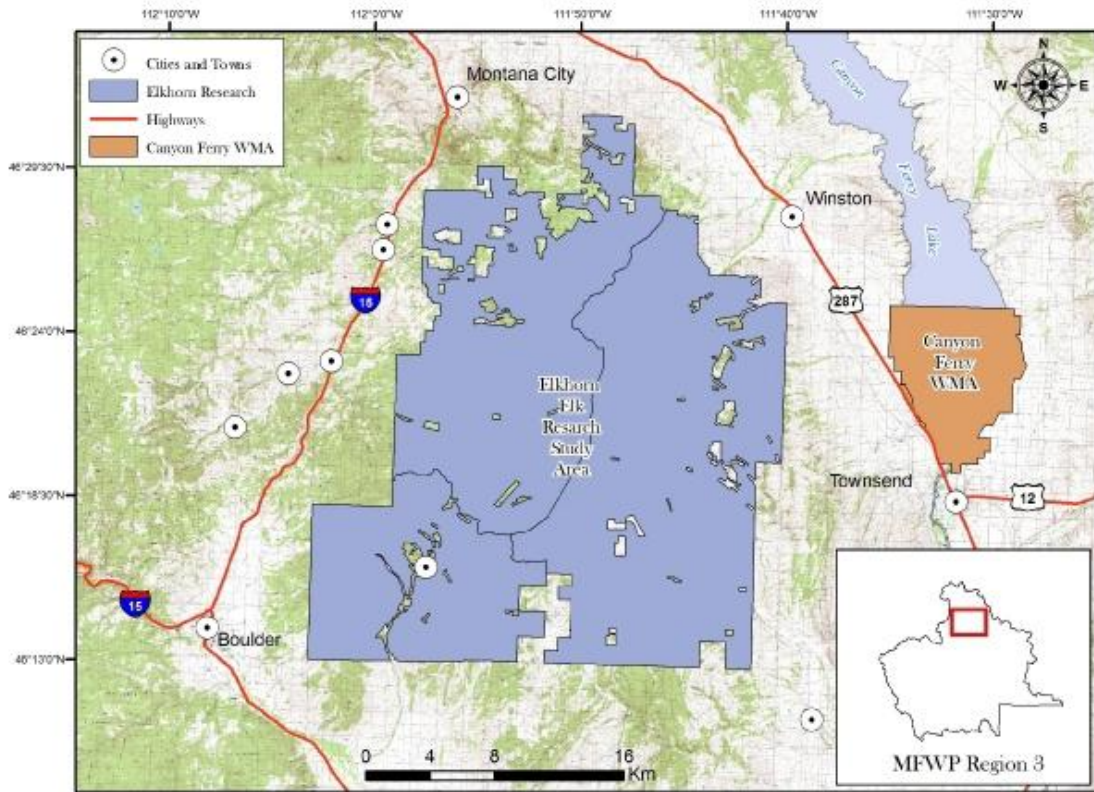 112°10'0"W
112°5'0"W
111°50'0"W
111°40'0"W
111°30'0"W
46°29'30"N
46°24'0"N
46°18'30"N
46°13'0"N
Cities and Towns
Elkhorn Research
Highways
Canyon Ferry WMA
Montana City
Winston
Canyon
Ferry
Lake
N
W
E
S
15
287
Canyon
Ferry
WMA
Elkhorn
Elk
Resarch
Study
Area
Townsend
12
15
Boulder
0 4 8 16
Km
MFWP Region 3